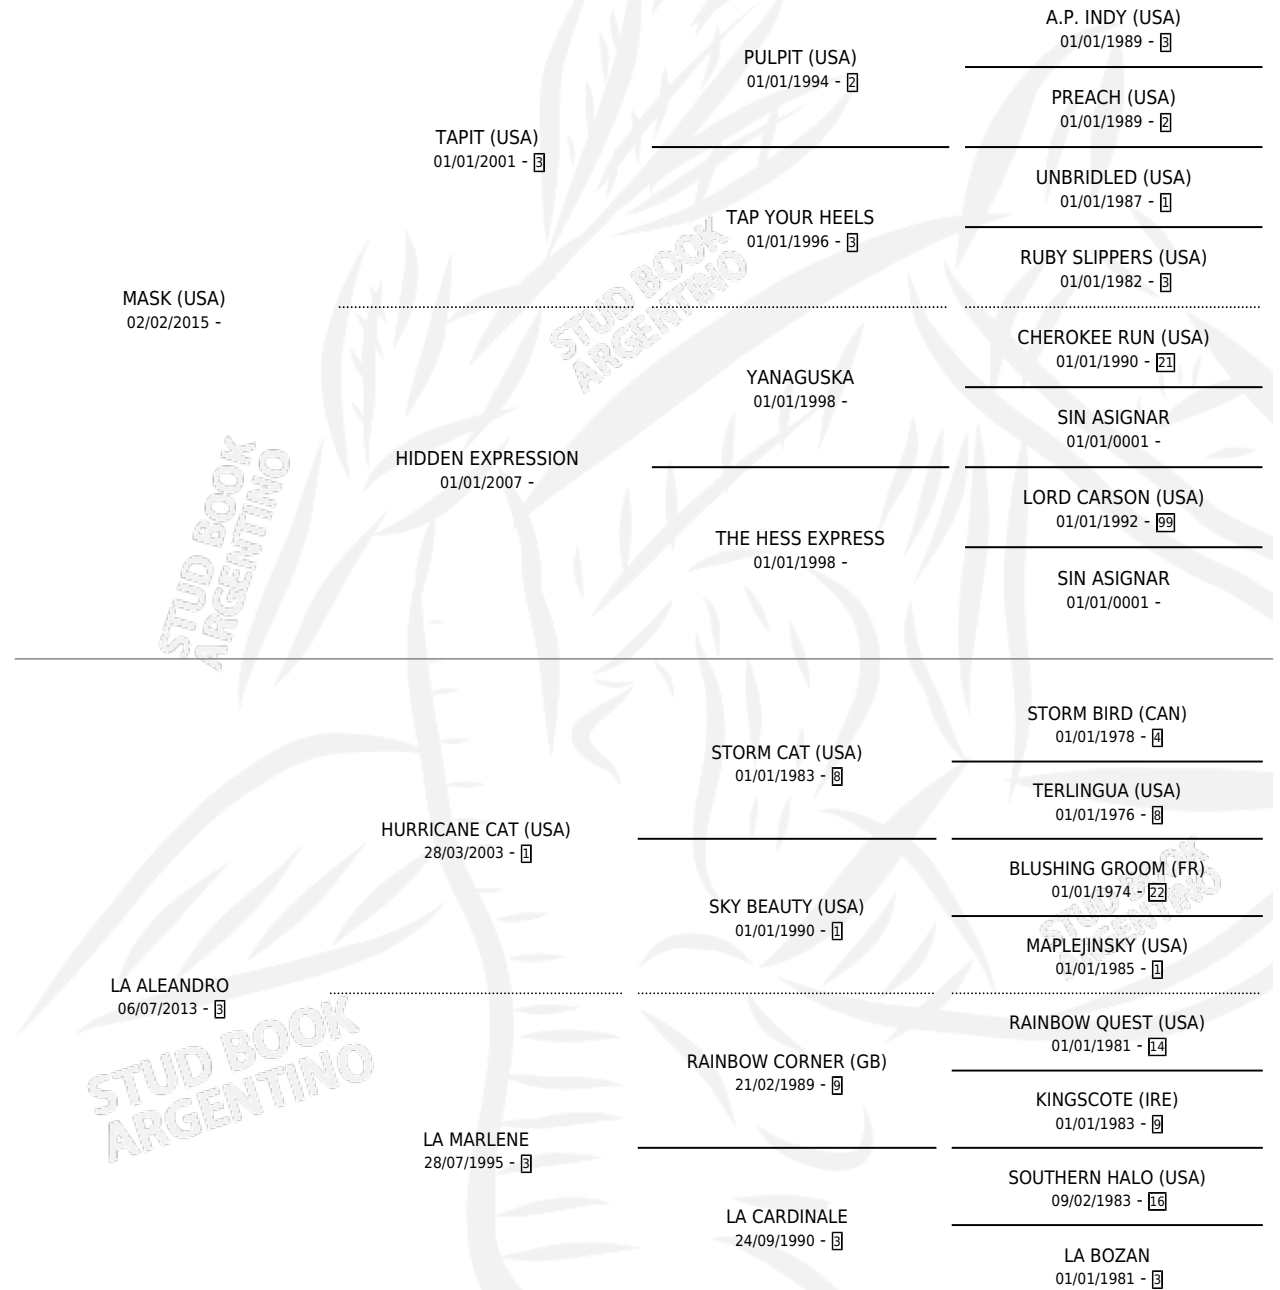 A.P. INDY (USA)
01/01/1989 - 3
PULPIT (USA)
01/01/1994 - 2
PREACH (USA)
01/01/1989 - 2
TAPIT (USA)
01/01/2001 - 3
UNBRIDLED (USA)
01/01/1987 - 1
TAP YOUR HEELS
01/01/1996 - 3
RUBY SLIPPERS (USA)
01/01/1982 - 3
MASK (USA)
02/02/2015 -
STUD BOOK
ARGENTINO
CHEROKEE RUN (USA)
01/01/1990 - 21
YANAGUSKA
01/01/1998 -
SIN ASIGNAR
01/01/0001 -
HIDDEN EXPRESSION
01/01/2007 -
LORD CARSON (USA)
01/01/1992 - 99
THE HESS EXPRESS
01/01/1998 -
SIN ASIGNAR
01/01/0001 -
STUD BOOK
ARGENTINO
STORM BIRD (CAN)
01/01/1978 - 4
STORM CAT (USA)
01/01/1983 - 8
TERLINGUA (USA)
01/01/1976 - 8
HURRICANE CAT (USA)
28/03/2003 - 1
BLUSHING GROOM (FR)
01/01/1974 - 22
SKY BEAUTY (USA)
01/01/1990 - 1
MAPLEJINSKY (USA)
01/01/1985 - 1
STUD BOOK
ARGENTINO
LA ALEANDRO
06/07/2013 - 3
RAINBOW QUEST (USA)
01/01/1981 - 14
RAINBOW CORNER (GB)
21/02/1989 - 9
KINGSCOTE (IRE)
01/01/1983 - 9
STUD BOOK
ARGENTINO
LA MARLENE
28/07/1995 - 3
SOUTHERN HALO (USA)
09/02/1983 - 16
LA CARDINALE
24/09/1990 - 3
LA BOZAN
01/01/1981 - 3